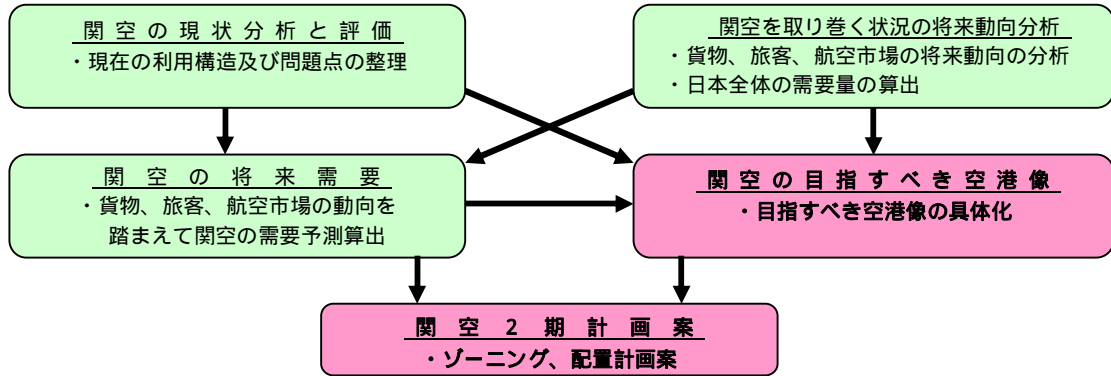 関空の現状分析と評価
・現在の利用構造及び問題点の整理
関空を取り巻く状況の将来動向分析
・貨物、旅客、航空市場の将来動向の分析
・日本全体の需要量の算出
関空の将来需要
・貨物、旅客、航空市場の動向を
踏まえて関空の需要予測算出
関空の目指すべき空港像
・目指すべき空港像の具体化
関空２期計画案
・ゾーニング、配置計画案